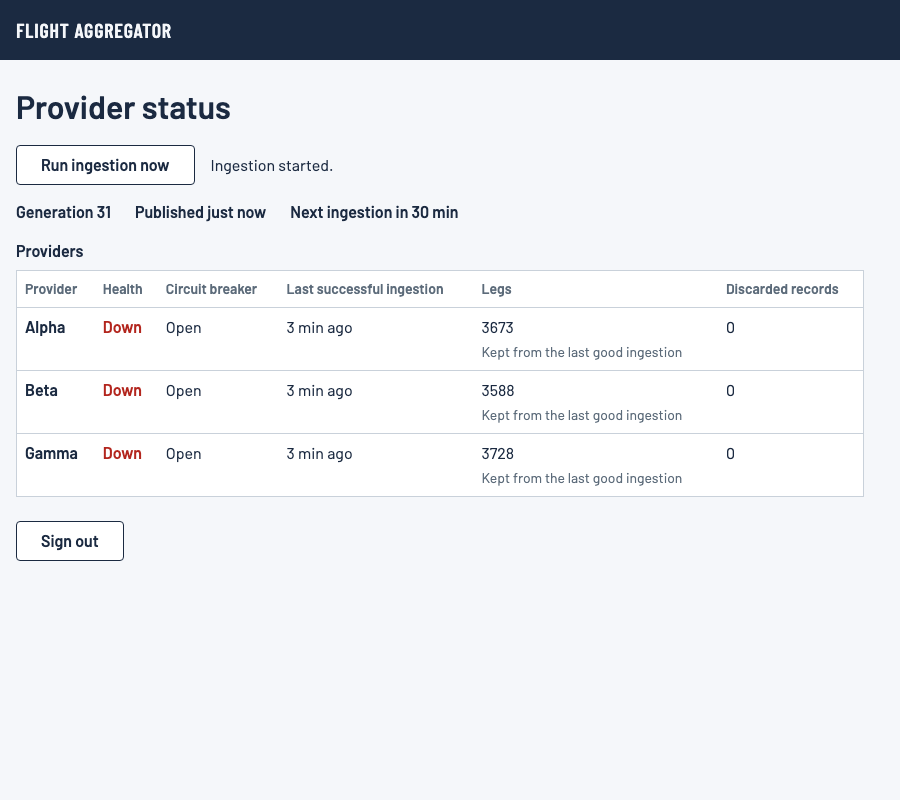 FLIGHT AGGREGATOR
Provider status
Run ingestion now Ingestion started.
Generation 31 Published just now Next ingestion in 30 min
Providers
Provider Health Circuit breaker Last successful ingestion Legs Discarded records
Alpha Down Open 3 min ago 3673 0
Kept from the last good ingestion
Beta Down Open 3 min ago 3588 0
Kept from the last good ingestion
Gamma Down Open 3 min ago 3728 0
Kept from the last good ingestion
Sign out